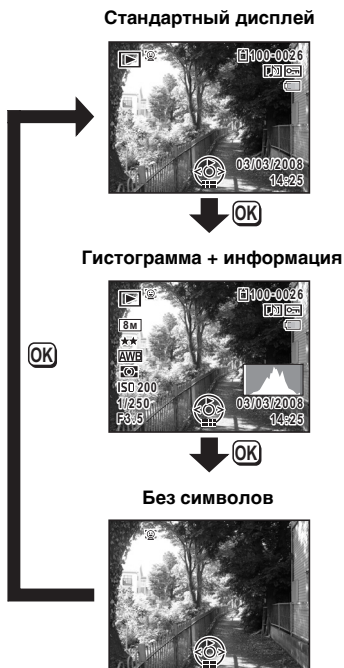 Стандартный дисплей
100-0026
03/03/2008
14:25
OK
Гистограмма + информация
100-0026
8M
AWB
ISO 200
1/250
F3.5
03/03/2008
14:25
OK
OK
Без символов